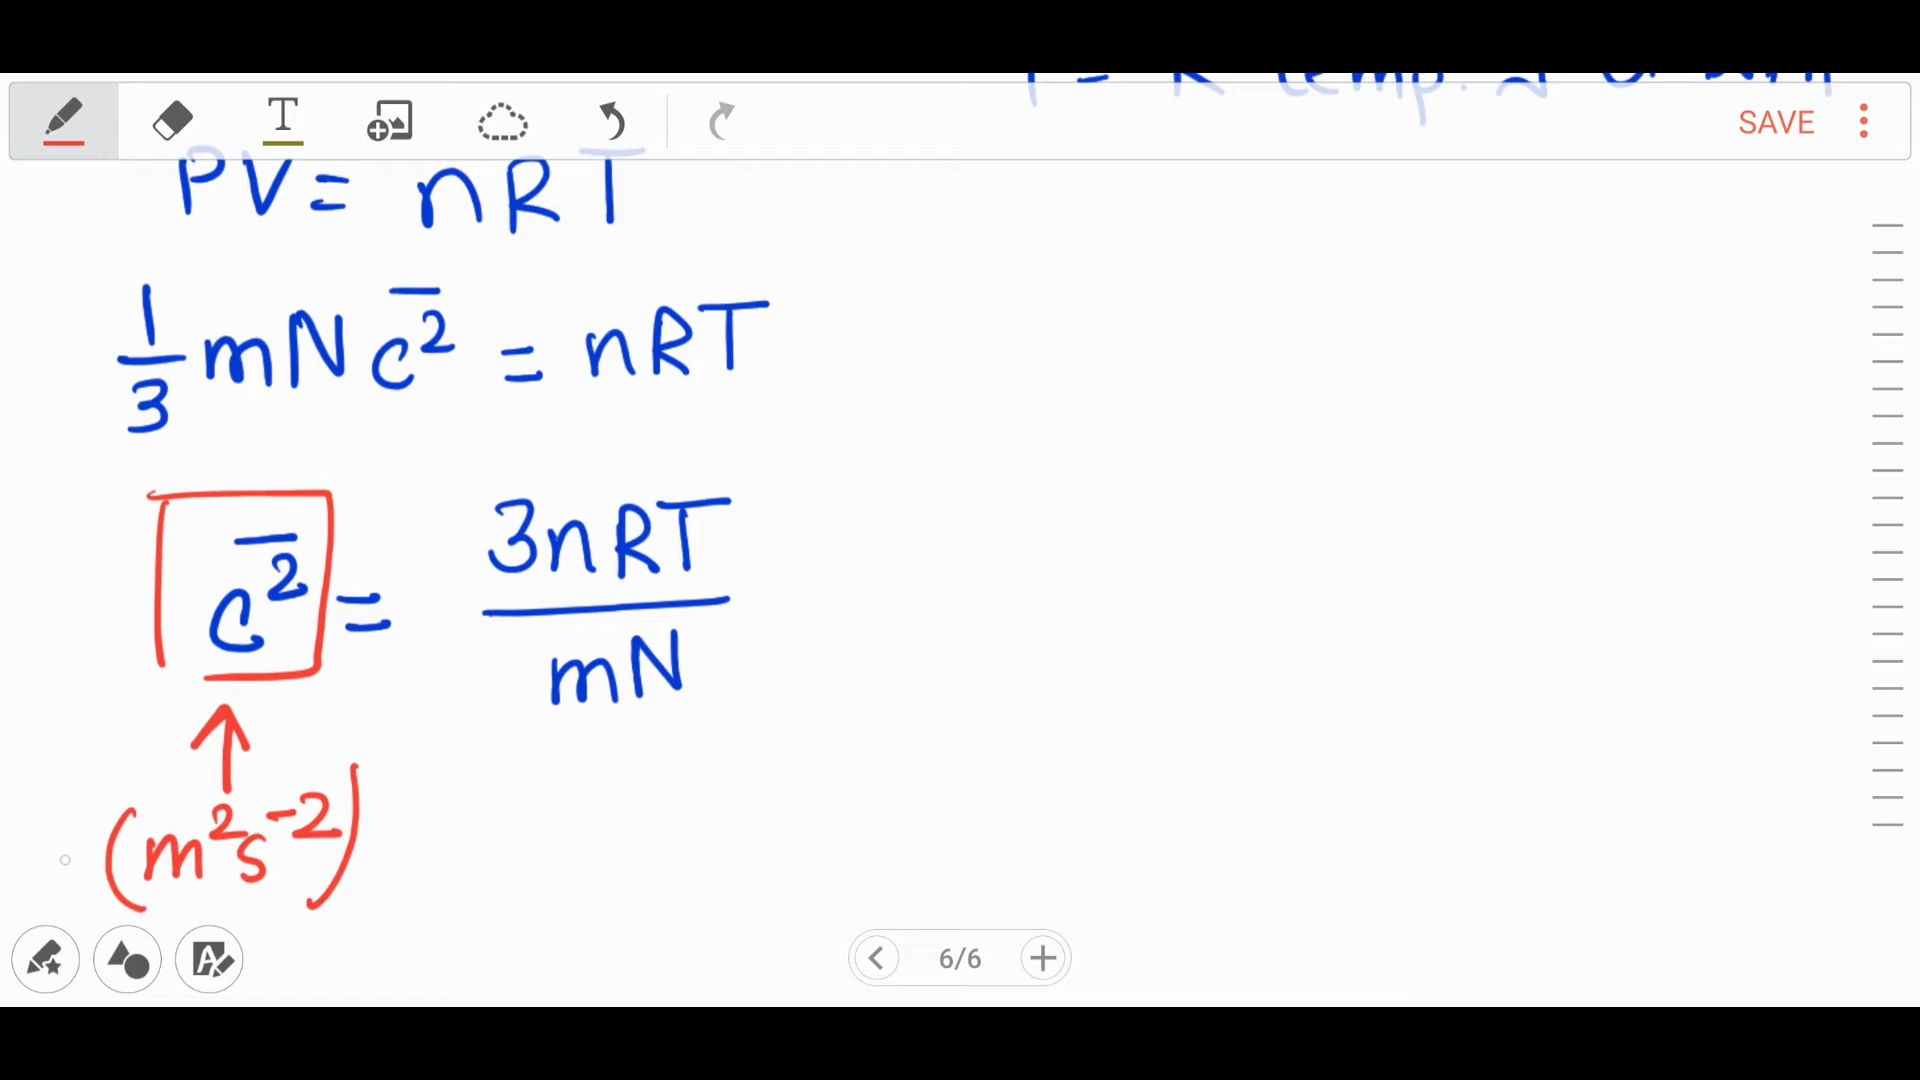 T
SAVE
PV = nRT
1/3 mN c̅²̅ = nRT
c̅²̅ = 3nRT / mN
(m²s⁻²)
6/6